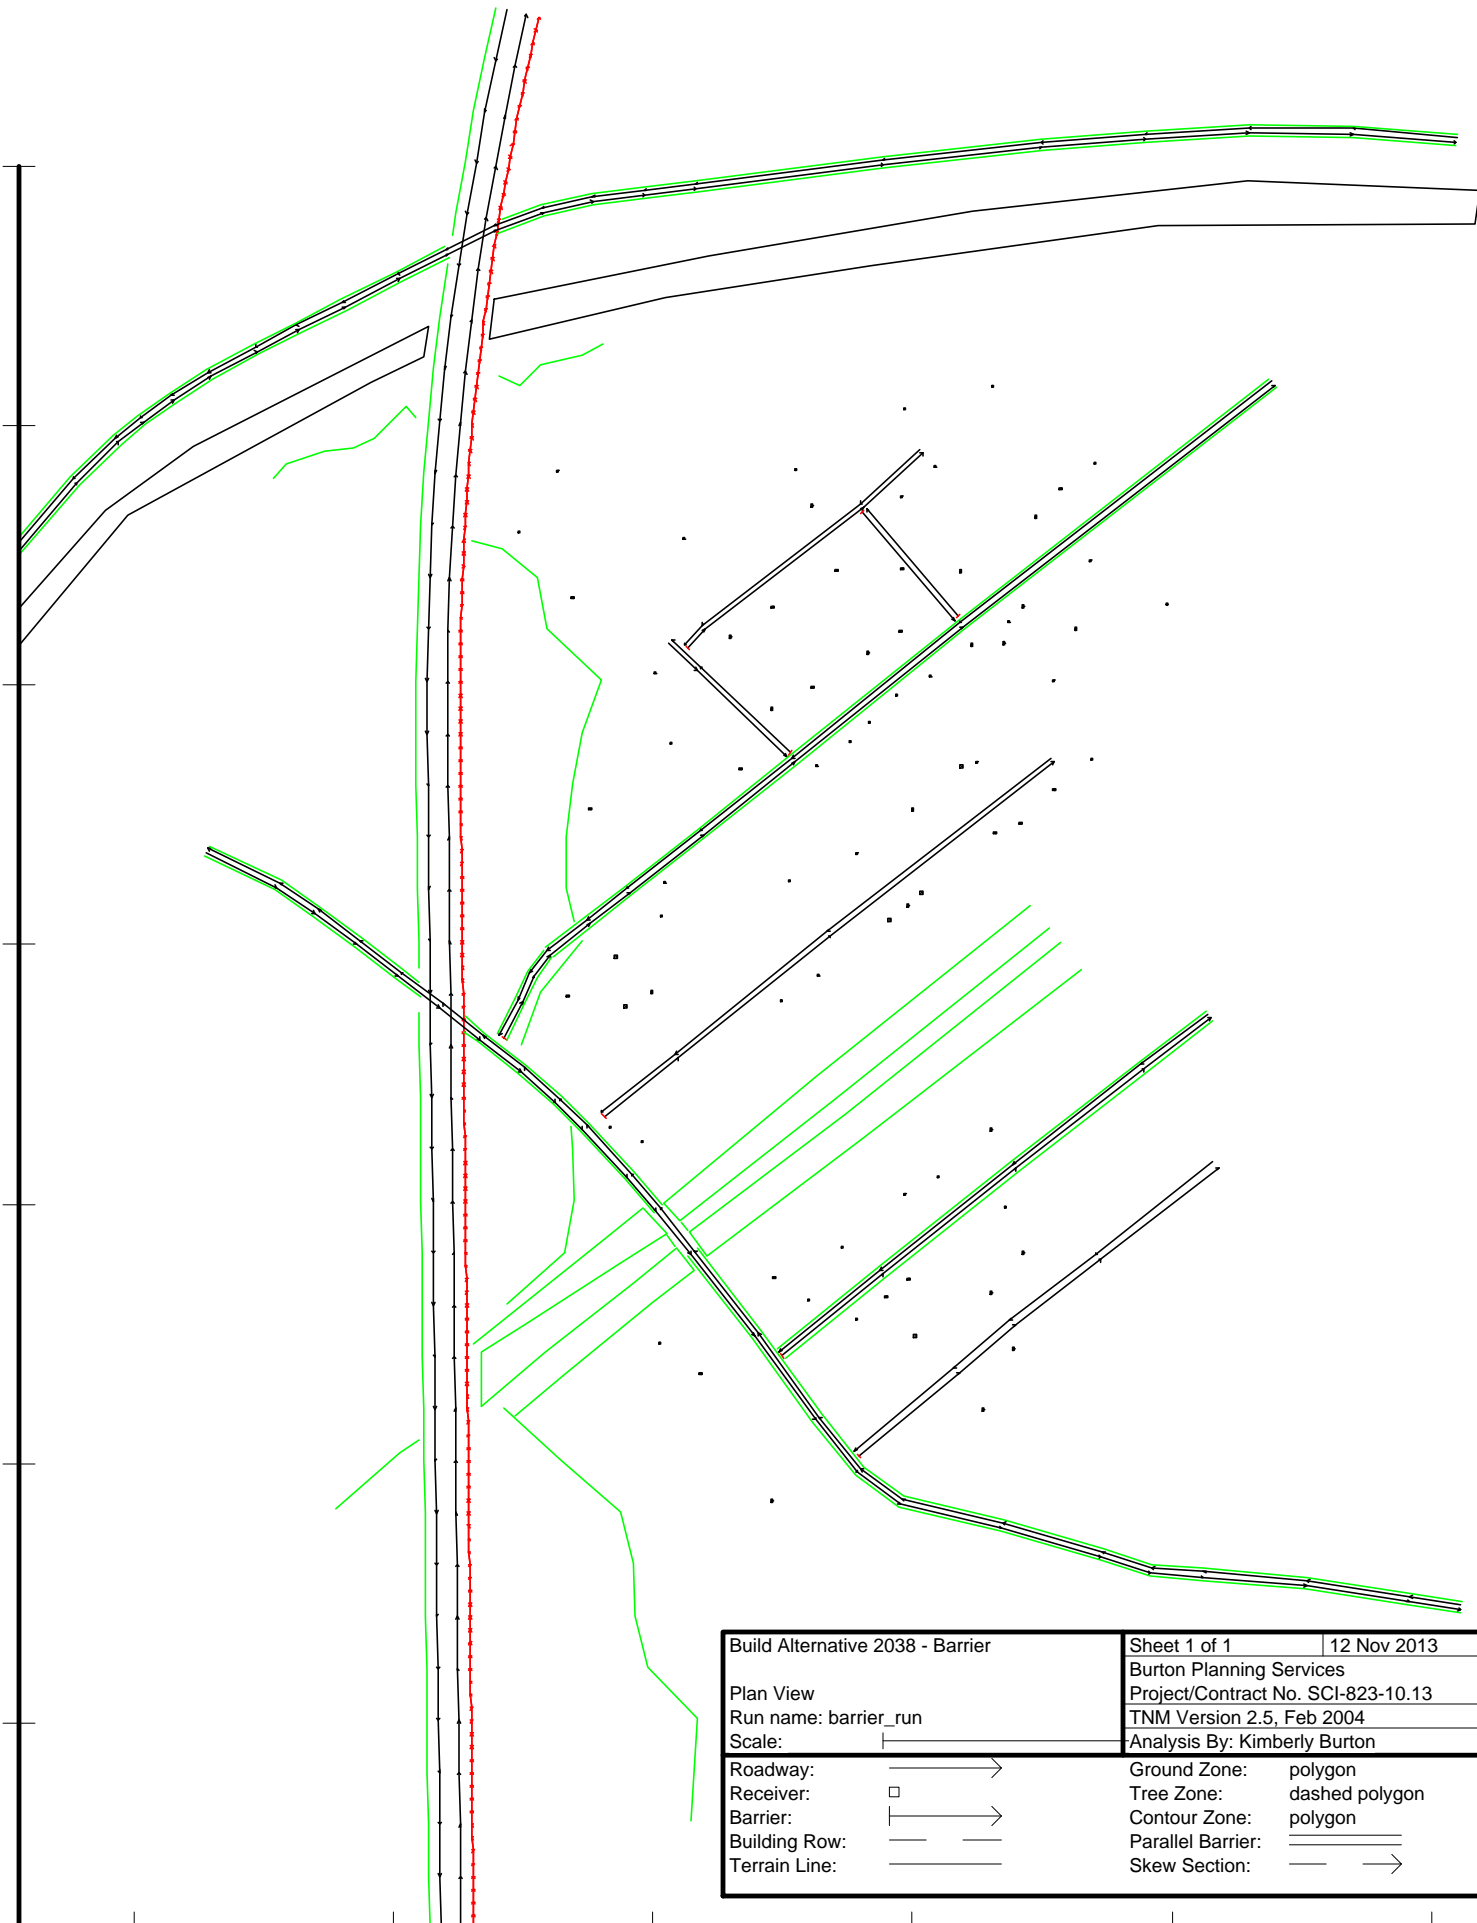 Build Alternative 2038 - Barrier
Sheet 1 of 1 12 Nov 2013
Burton Planning Services
Plan View
Project/Contract No. SCI-823-10.13
Run name: barrier_run
TNM Version 2.5, Feb 2004
Scale:
Analysis By: Kimberly Burton
Roadway:
Ground Zone: polygon
Receiver:
Tree Zone: dashed polygon
Barrier:
Contour Zone: polygon
Building Row:
Parallel Barrier:
Terrain Line:
Skew Section: